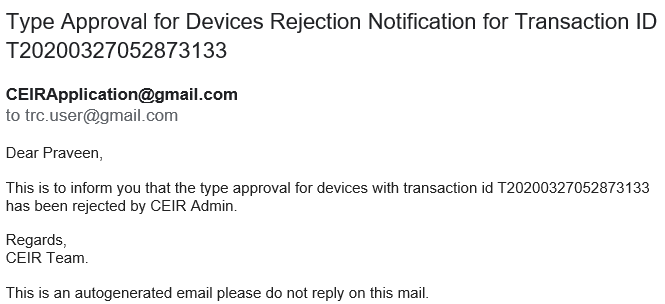 Type Approval for Devices Rejection Notification for Transaction ID
T20200327052873133
CEIRApplication@gmail.com
to trc.user@gmail.com
Dear Praveen,
This is to inform you that the type approval for devices with transaction id T20200327052873133
has been rejected by CEIR Admin.
Regards,
CEIR Team.
This is an autogenerated email please do not reply on this mail.